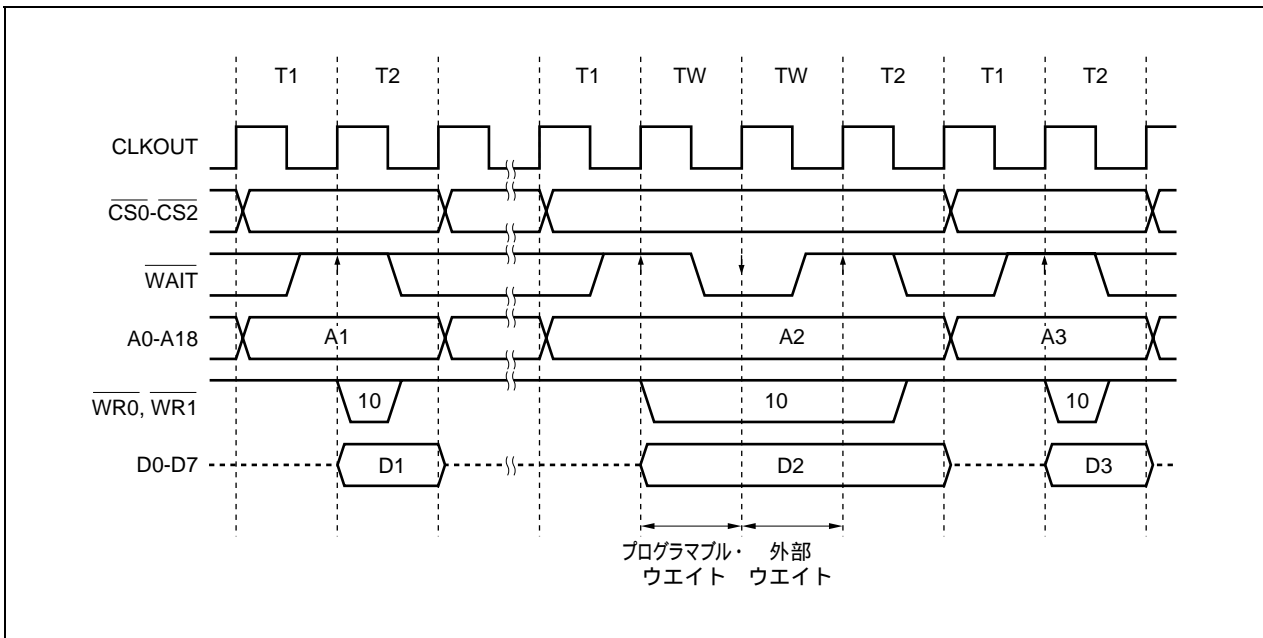 T1 T2 T1 TW TW T2 T1 T2
CLKOUT
CS0-CS2
WAIT
A0-A18 A1 A2 A3
WR0, WR1 10 10 10
D0-D7 D1 D2 D3
プログラマブル・ 外部
ウエイト ウエイト